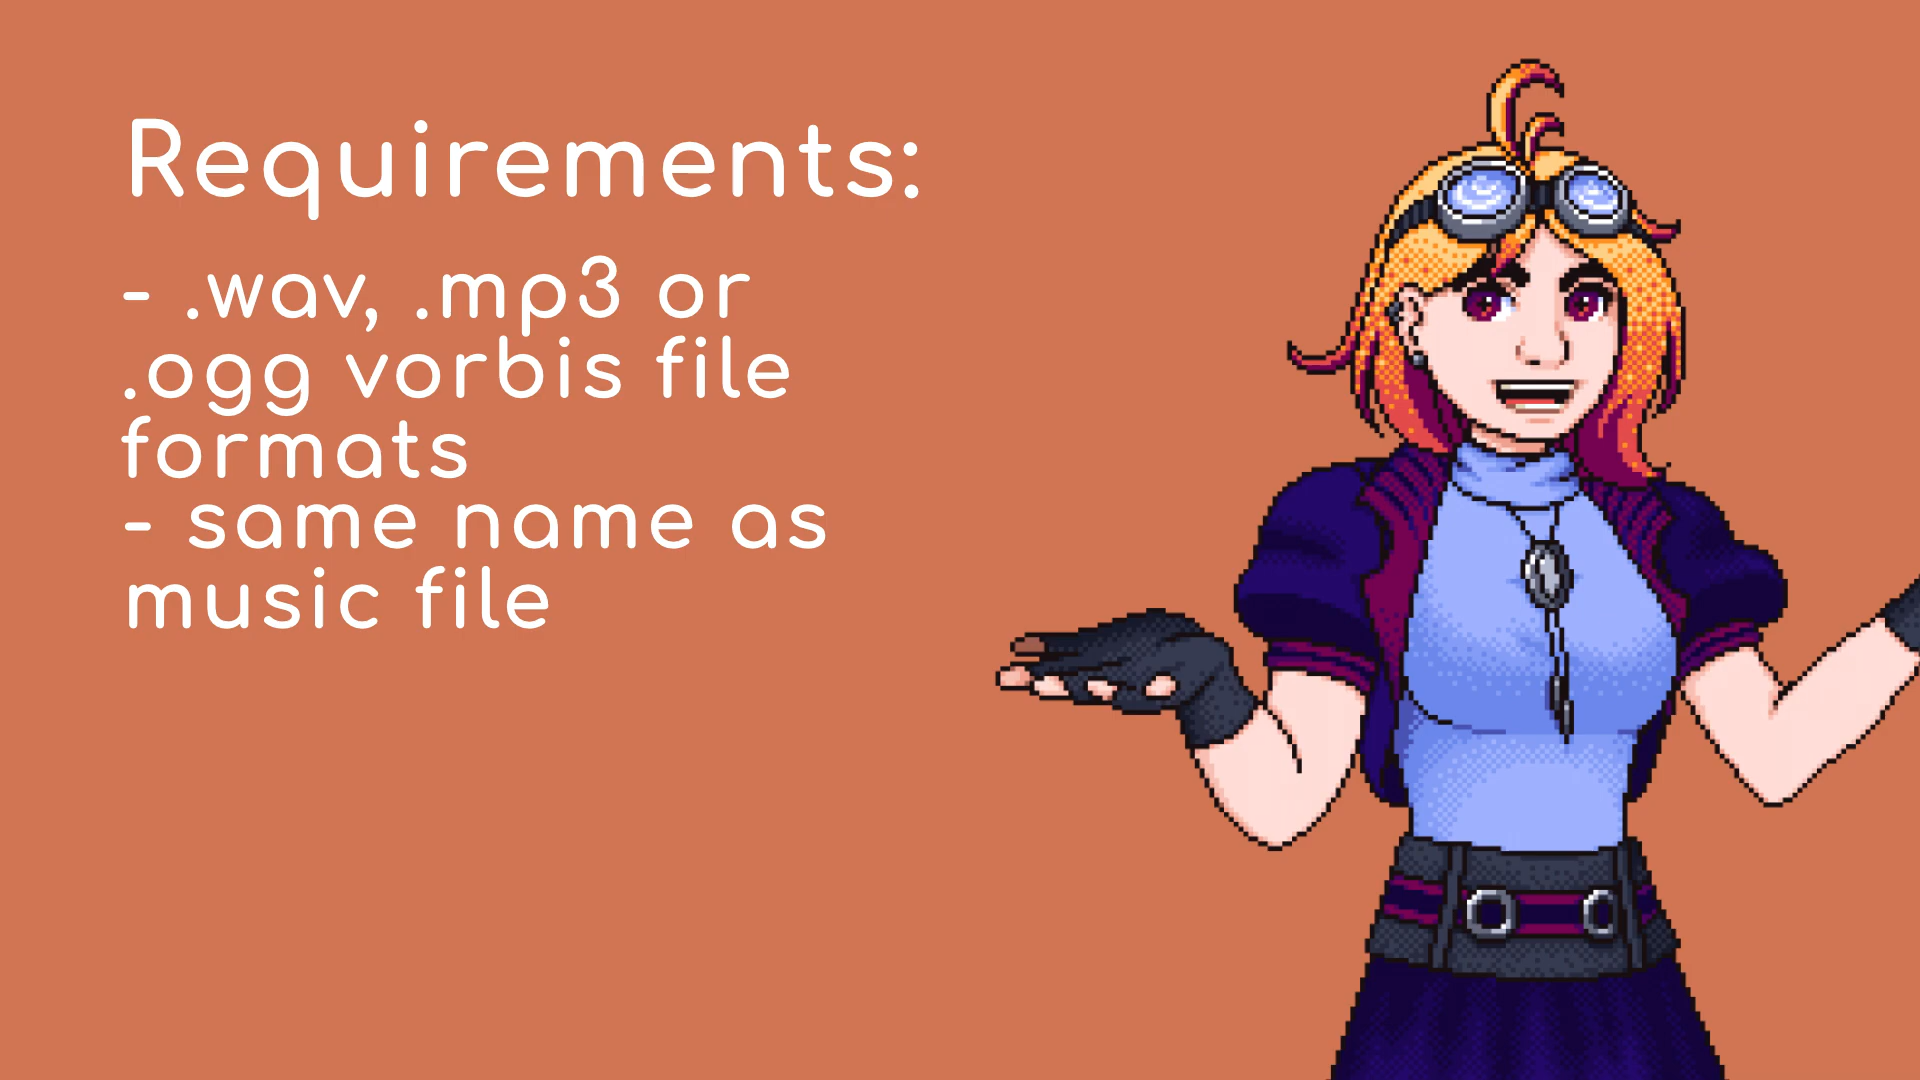 Requirements:
- .wav, .mp3 or
.ogg vorbis file
formats
- same name as
music file